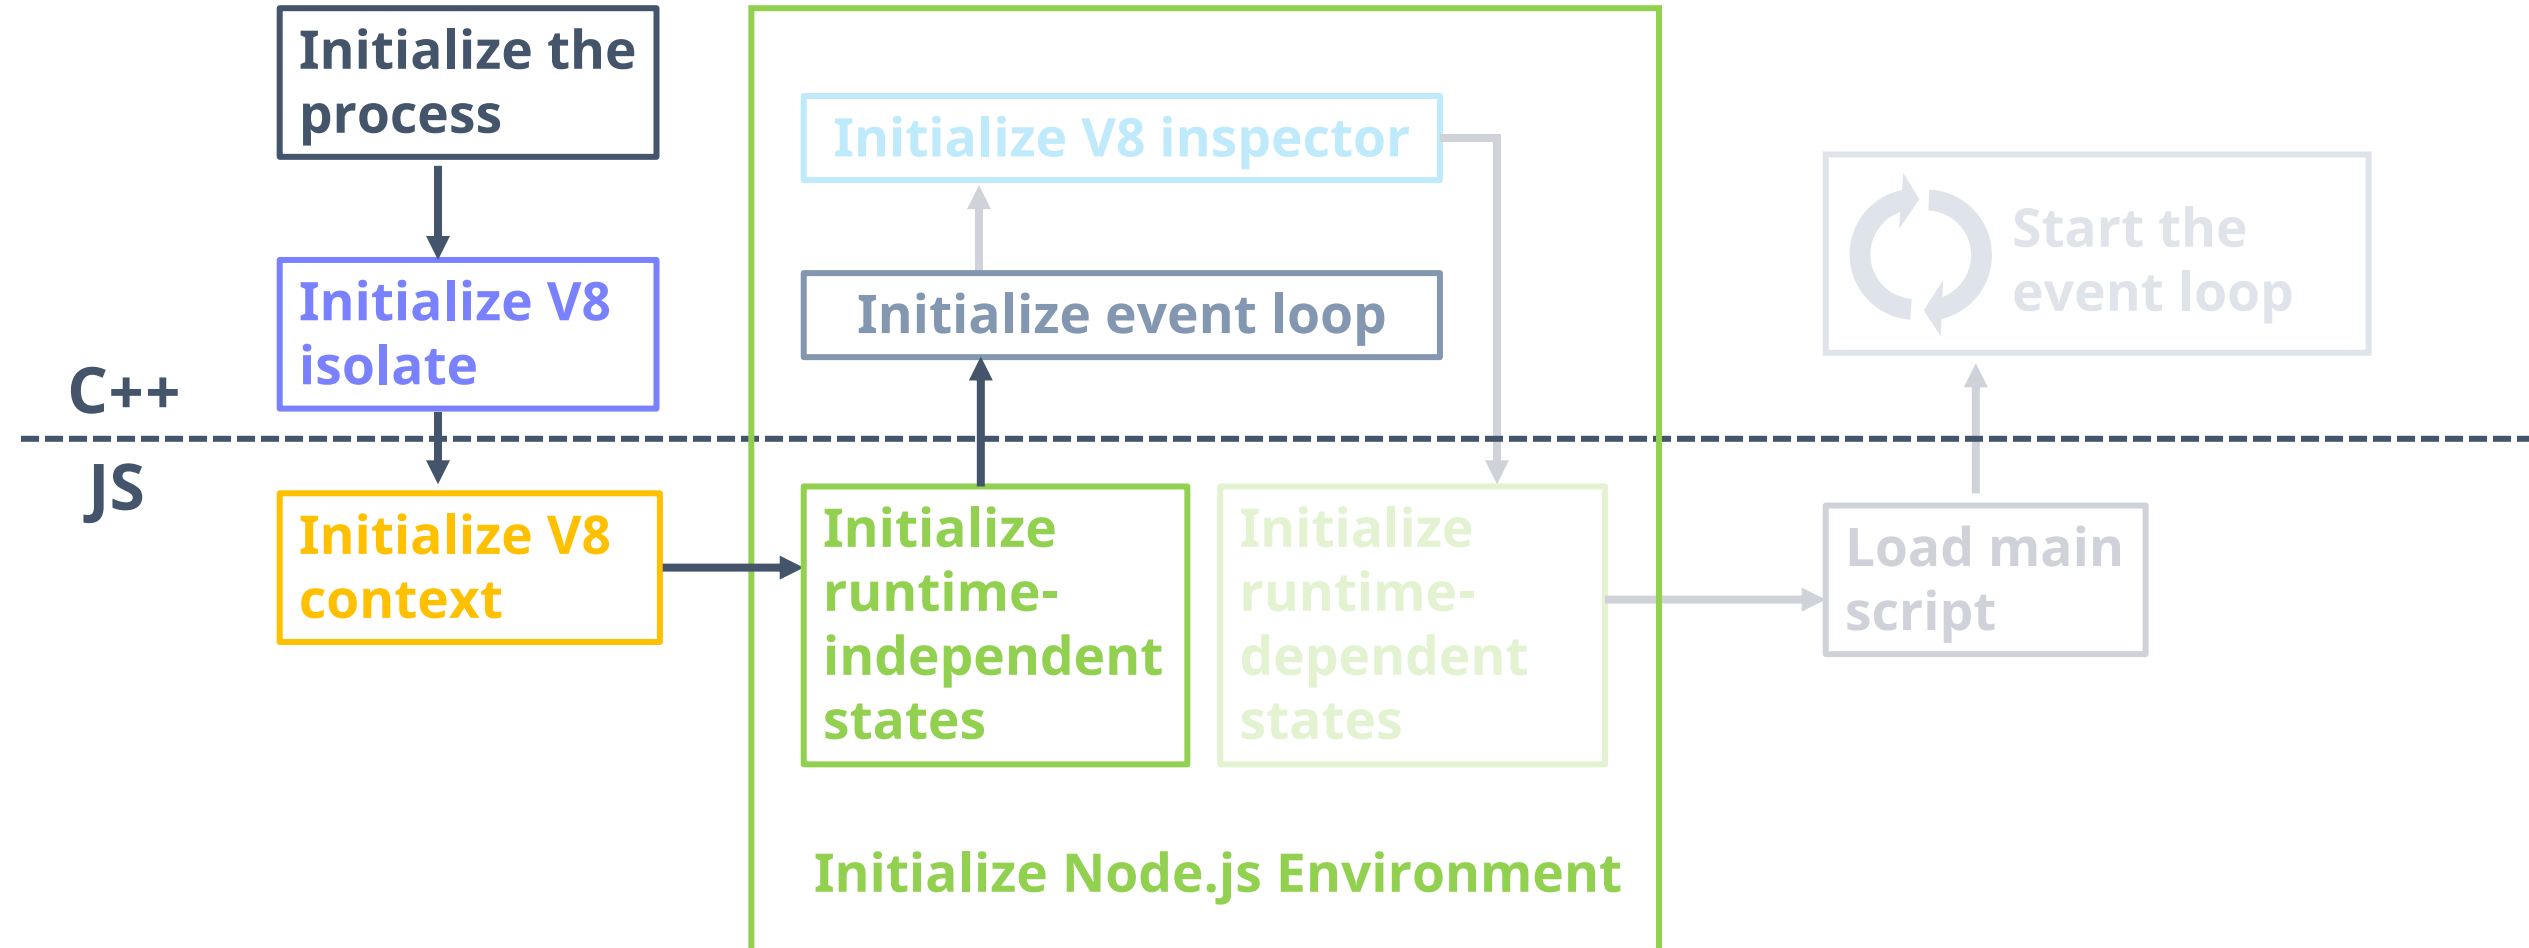 Initialize the
process
Initialize V8
isolate
C++
JS
Initialize V8
context
Initialize V8 inspector
Initialize event loop
Initialize
runtime-
independent
states
Initialize
runtime-
dependent
states
Initialize Node.js Environment
Start the
event loop
Load main
script